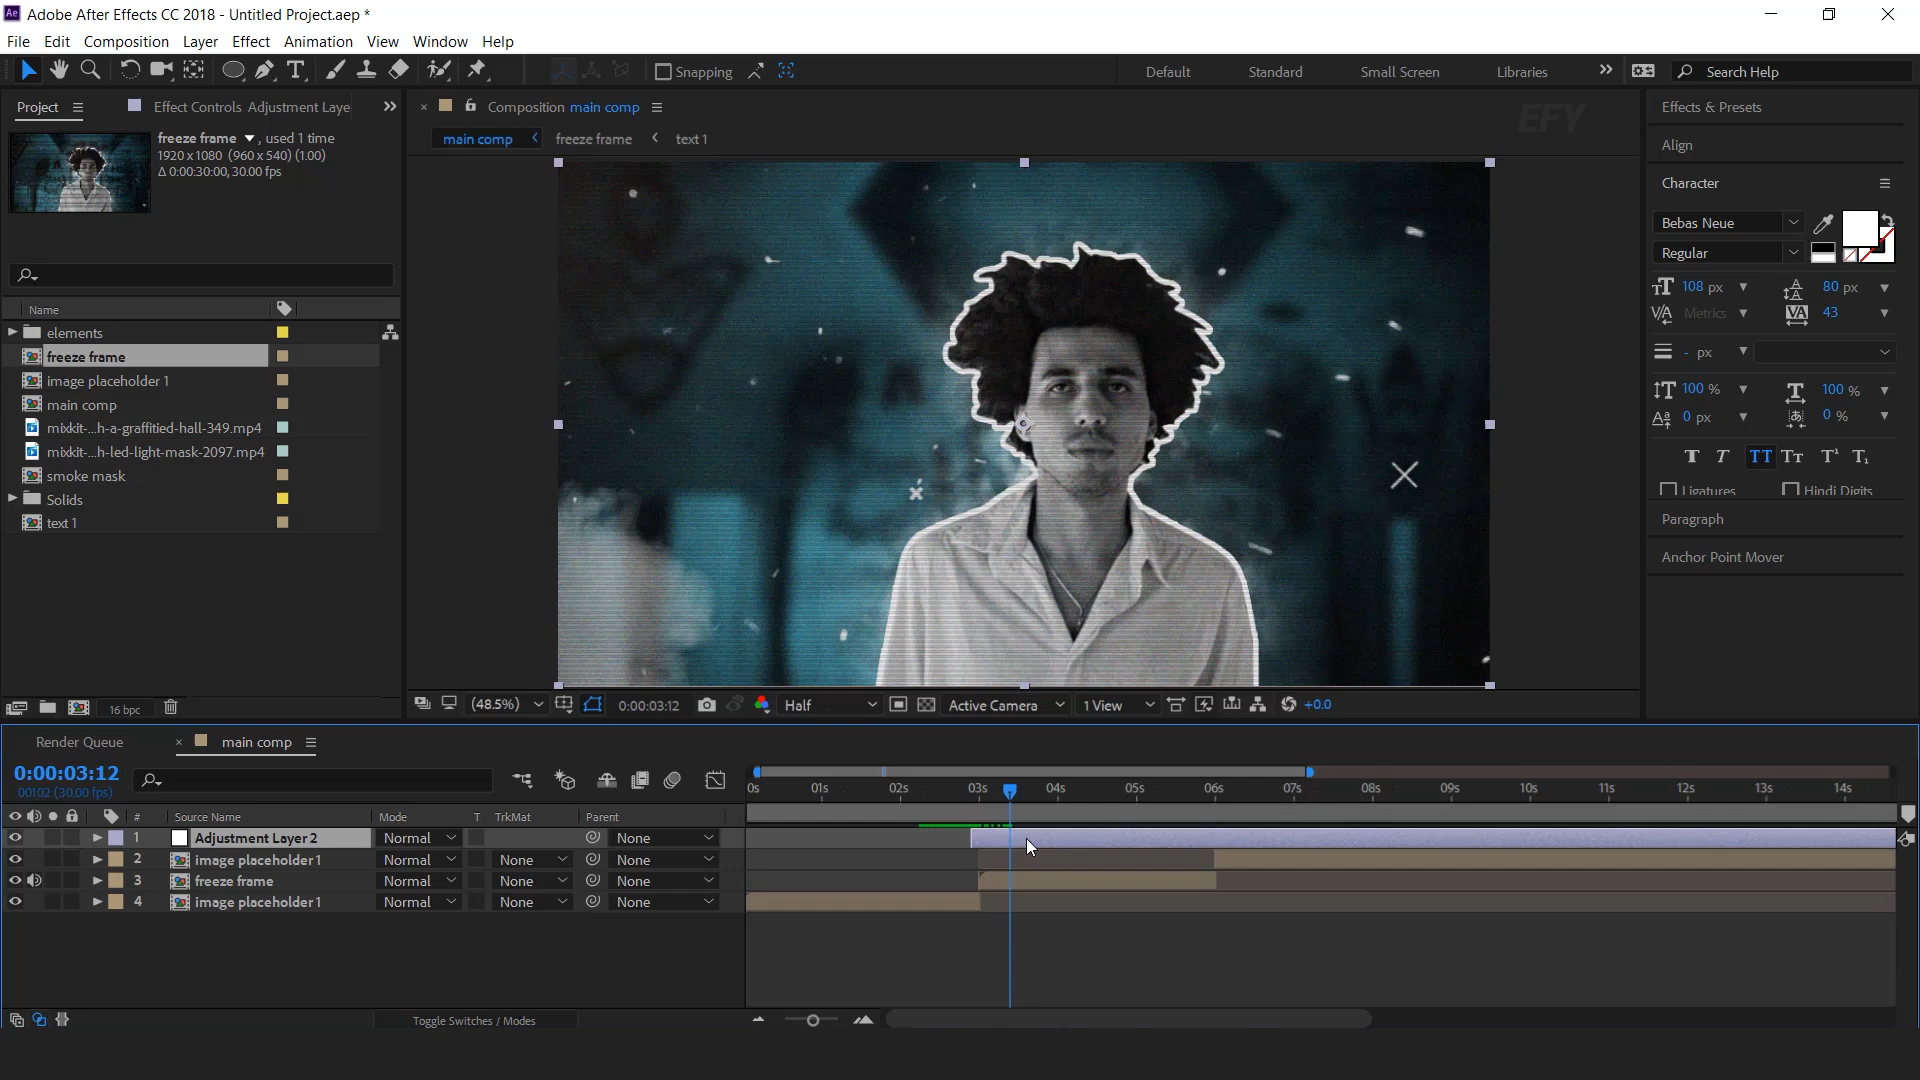 Ae Adobe After Effects CC 2018 - Untitled Project.aep *
File Edit Composition Layer Effect Animation View Window Help
Snapping
Default Standard Small Screen Libraries
Search Help
Project
Effect Controls Adjustment Laye
freeze frame , used 1 time
1920 x 1080 (960 x 540) (1.00)
Δ 0:00:30:00, 30.00 fps
Name
elements
freeze frame
image placeholder 1
main comp
mixkit-...h-a-graffitied-hall-349.mp4
mixkit-...h-led-light-mask-2097.mp4
smoke mask
Solids
text 1
16 bpc
Composition main comp
EFY
main comp freeze frame text 1
(48.5%) 0:00:03:12 Half Active Camera 1 View +0.0
Effects & Presets
Align
Character
Bebas Neue
Regular
108 px 80 px
Metrics 43
- px
100 % 100 %
0 px 0 %
T T TT Tт T¹ T₁
Ligatures Hindi Digits
Paragraph
Anchor Point Mover
Render Queue main comp
0:00:03:12
00102 (30.00 fps)
0s 01s 02s 03s 04s 05s 06s 07s 08s 09s 10s 11s 12s 13s 14s
# Source Name Mode T TrkMat Parent
1 Adjustment Layer 2 Normal None
2 image placeholder 1 Normal None None
3 freeze frame Normal None None
4 image placeholder 1 Normal None None
Toggle Switches / Modes